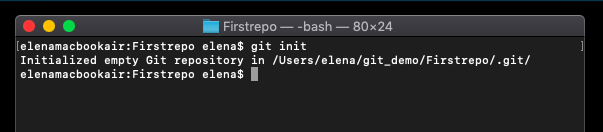 Firstrepo — -bash — 80×24
[elenamacbookair:Firstrepo elena$ git init ]
Initialized empty Git repository in /Users/elena/git_demo/Firstrepo/.git/
elenamacbookair:Firstrepo elena$